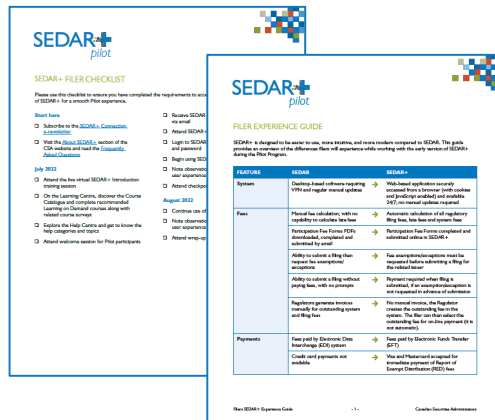 SEDAR+
pilot
SEDAR+ FILER CHECKLIST
Please use this checklist to ensure you have completed the requirements to acce
of SEDAR+ for a smooth Pilot experience.
Start here
Subscribe to the SEDAR+ Connection
e-newsletter
Visit the About SEDAR+ section of the
CSA website and read the Frequently
Asked Questions
July 2022
Attend the live virtual SEDAR+ Introduction
training session
On the Learning Centre, discover the Course
Catalogue and complete recommended
Learning on Demand courses along with
related course surveys
Explore the Help Centre and get to know the
help categories and topics
Attend welcome session for Pilot participants
Receive SEDAR
via email
Attend SEDAR+
Login to SEDAR
and password
Begin using SED
Note observatio
user experience
Attend checkpo
August 2022
Continue use of
Note observatio
user experience
Attend wrap-up
SEDAR+
pilot
FILER EXPERIENCE GUIDE
SEDAR+ is designed to be easier to use, more intuitive, and more modern compared to SEDAR. This guide
provides an overview of the differences filers will experience while working with the early version of SEDAR+
during the Pilot Program.
FEATURE SEDAR SEDAR+
System Desktop-based software requiring
VPN and regular manual updates
→ Web-based application securely
accessed from a browser (with cookies
and JavaScript enabled) and available
24/7; no manual updates required
Fees Manual fee calculation, with no
capability to calculate late fees
→ Automatic calculation of all regulatory
filing fees, late fees and system fees
Participation Fee Forms PDFs
downloaded, completed and
submitted by email
→ Participation Fee Forms completed and
submitted online in SEDAR+
Ability to submit a filing then
request fee exemptions/
exceptions
→ Fee exemptions/exceptions must be
requested before submitting a filing for
the related issuer
Ability to submit a filing without
paying fees, with no prompts
→ Payment required when filing is
submitted, if an exemption/exception is
not requested in advance of submission
Regulators generate invoices
manually for outstanding system
and filing fees
→ No manual invoice, the Regulator
creates the outstanding fee in the
system. The filer can then select the
outstanding fee for on-line payment (it is
not automatic).
Payments Fees paid by Electronic Data
Interchange (EDI) system
→ Fees paid by Electronic Funds Transfer
(EFT)
Credit card payments not
available
→ Visa and Mastercard accepted for
immediate payment of Report of
Exempt Distribution (RED) fees
Filers SEDAR+ Experience Guide - 1 - Canadian Securities Administrators